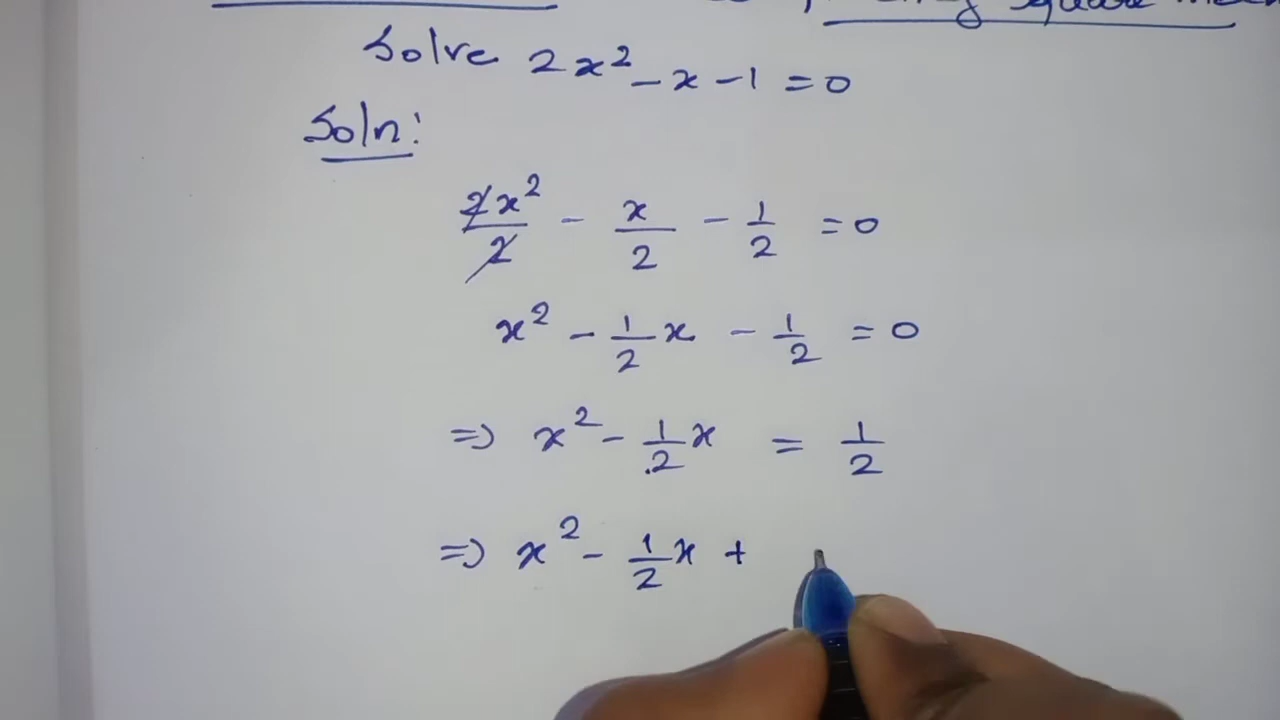 Square
Solve 2x² - x - 1 = 0
Soln:
2x²/2 - x/2 - 1/2 = 0
x² - 1/2 x - 1/2 = 0
⇒ x² - 1/2 x = 1/2
⇒ x² - 1/2 x +